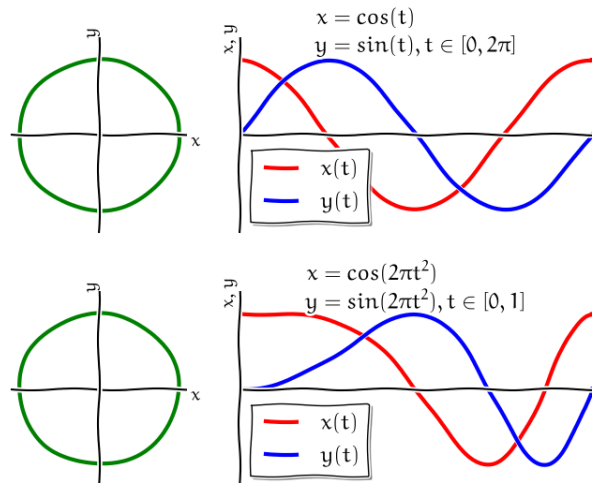 y
x
x, y
x = cos(t)
y = sin(t), t ∈ [0, 2π]
x(t)
y(t)
y
x
x, y
x = cos(2πt²)
y = sin(2πt²), t ∈ [0, 1]
x(t)
y(t)